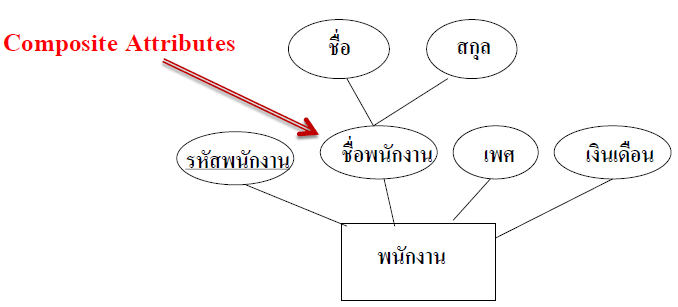 Composite Attributes
ชื่อ
สกุล
รหัสพนักงาน
ชื่อพนักงาน
เพศ
เงินเดือน
พนักงาน